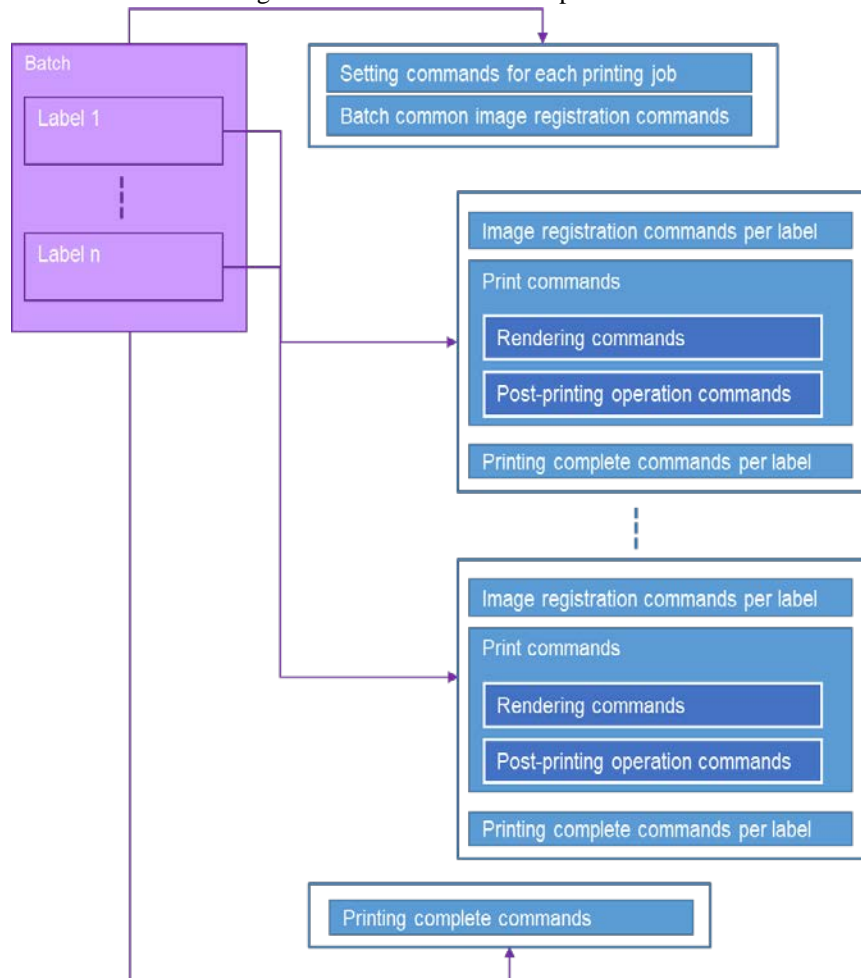 Batch
Label 1
Label n
Setting commands for each printing job
Batch common image registration commands
Image registration commands per label
Print commands
Rendering commands
Post-printing operation commands
Printing complete commands per label
Image registration commands per label
Print commands
Rendering commands
Post-printing operation commands
Printing complete commands per label
Printing complete commands